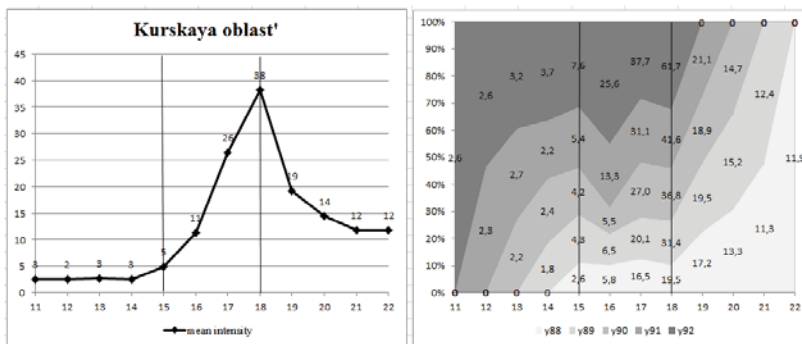 Kurskaya oblast'
45
40
35
30
25
20
15
10
5
0
3 2 3 3 5 11 26 38 19 14 12 12
11 12 13 14 15 16 17 18 19 20 21 22
mean intensity
100%
90%
80%
70%
60%
50%
40%
30%
20%
10%
0%
0 0 0 0
2,6 2,6 3,2 3,7 7,6 25,6 37,7 61,7 21,1 14,7 12,4 11,9
2,3 2,7 2,2 5,4 13,3 31,1 41,6 18,9 15,2 11,3
2,2 2,4 4,2 5,5 27,0 36,8 19,5 13,3
1,8 4,3 6,5 20,1 31,4 17,2
2,6 5,8 16,5 19,5
0 0 0 0
11 12 13 14 15 16 17 18 19 20 21 22
y88 y89 y90 y91 y92